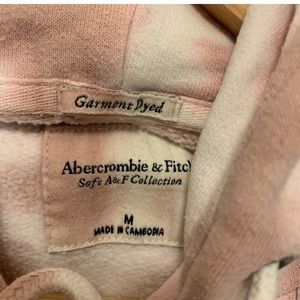 Garment Dyed
Abercrombie & Fitch
Soft A&F Collection
M
MADE IN CAMBODIA